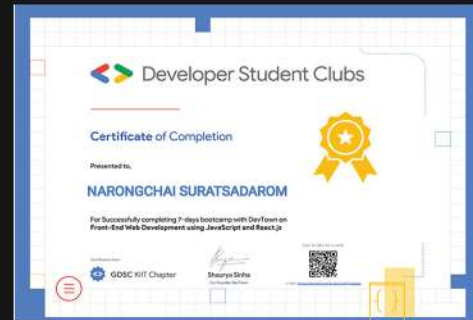 Developer Student Clubs
Certificate of Completion
Presented to,
NARONGCHAI SURATSADAROM
For Successfully completing 7-days bootcamp with DevTown on
Front-End Web Development using JavaScript and React.js
GDSC KIIT Chapter
Shaurya Sinha